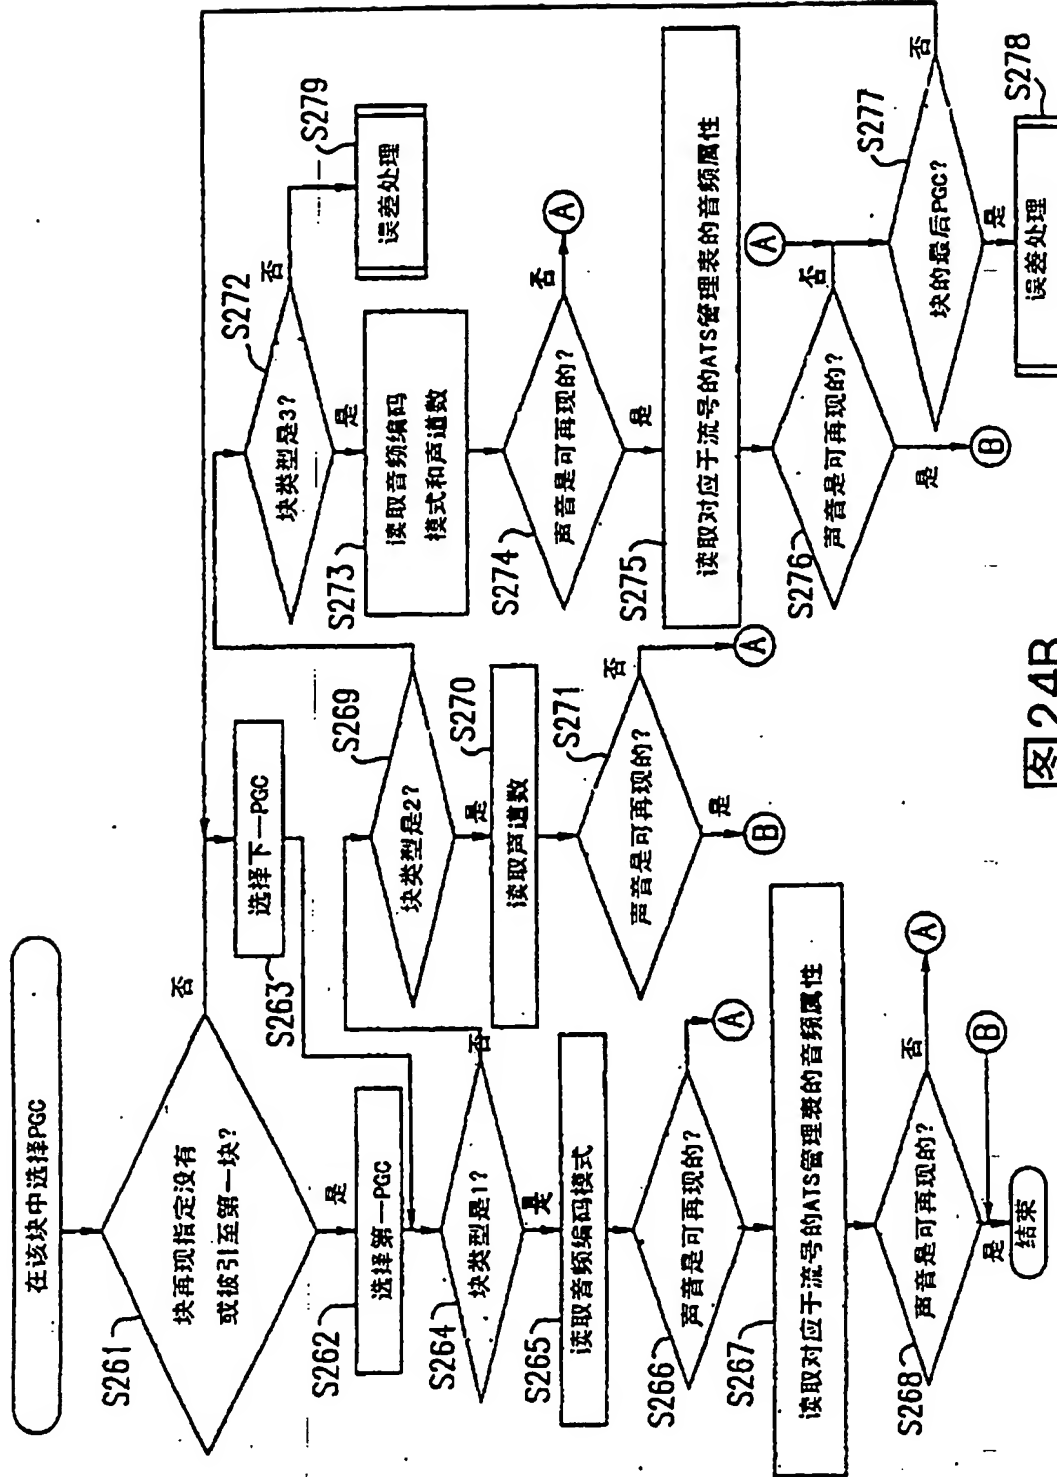 在该块中选择PGC
S261
块再现指定没有
或被引至第一块?
否
是
S262
选择第一PGC
S263
选择下一PGC
S264
块类型是1?
否
是
S265
读取音频编码模式
S266
声音是可再现的?
A
S267
读取对应于流号的ATS管理表的音频属性
S268
声音是可再现的?
否
A
是
B
结束
S269
块类型是2?
是
S270
读取声道数
S271
声音是可再现的?
否
A
是
B
S272
块类型是3?
否
S279
误差处理
是
S273
读取音频编码
模式和声道数
S274
声音是可再现的?
否
A
是
S275
读取对应于流号的ATS管理表的音频属性
S276
声音是可再现的?
否
A
是
B
S277
块的最后PGC?
否
是
S278
误差处理
图24B